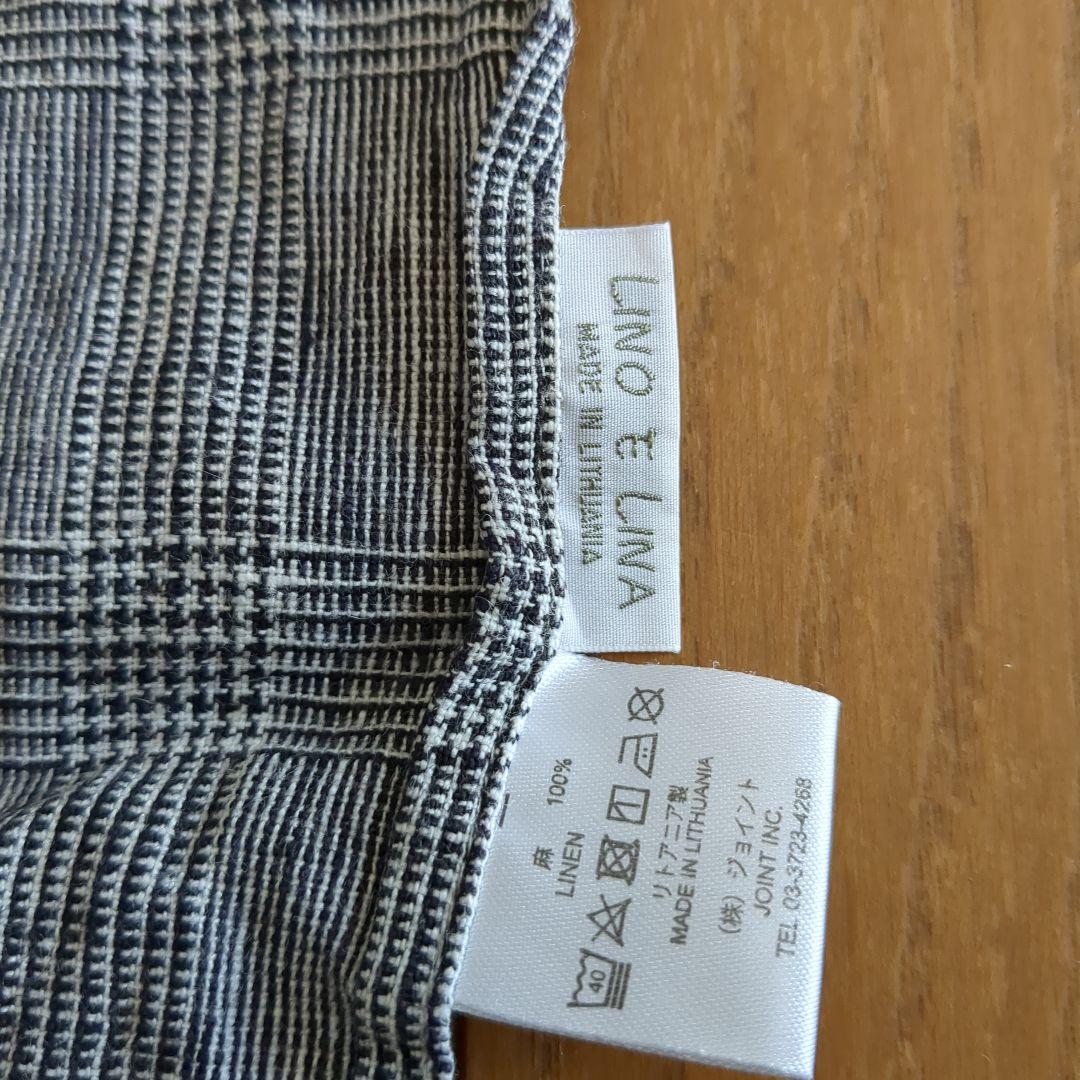 LINO E LINA
MADE IN LITHUANIA
麻 100%
LINEN
40
リトアニア製
MADE IN LITHUANIA
(株) ジョイント
JOINT INC.
TEL 03-3723-4268